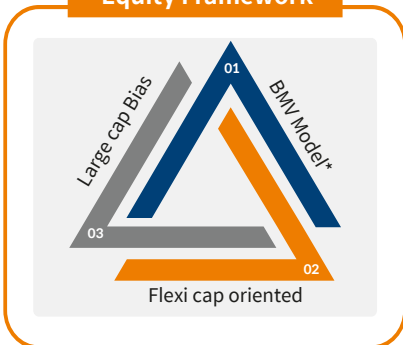 Equity Framework
01
BMV Model*
Large cap Bias
03
02
Flexi cap oriented